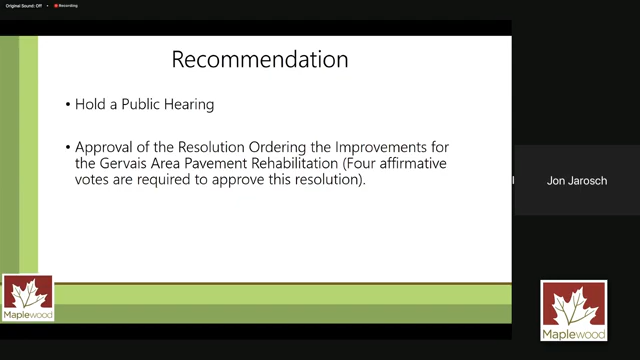 Original Sound: Off
Recording
Recommendation
• Hold a Public Hearing
• Approval of the Resolution Ordering the Improvements for
the Gervais Area Pavement Rehabilitation (Four affirmative
votes are required to approve this resolution).
Jon Jarosch
Maplewood
Maplewood